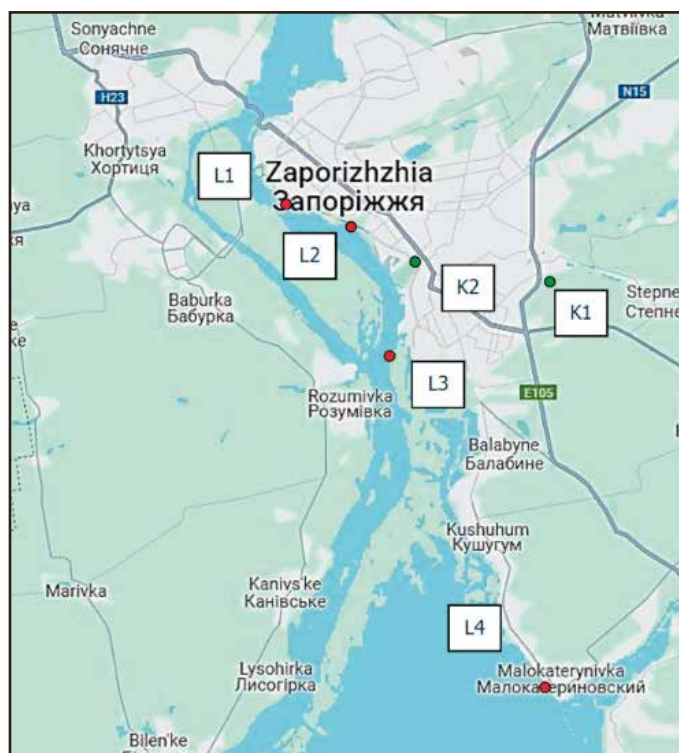 Sonyachne
Сонячне
Матвіївка
H23
N15
Khortytsya
Хортиця
L1
Zaporizhzhia
Запоріжжя
L2
K2
Stepne
Степне
K1
Baburka
Бабурка
L3
Rozumivka
Розумівка
E105
Balabyne
Балабине
Kushuhum
Кушугум
Marivka
Kanivs'ke
Канівське
L4
Lysohirka
Лисогірка
Malokaterynivka
Малокатериновский
Bilen'ke